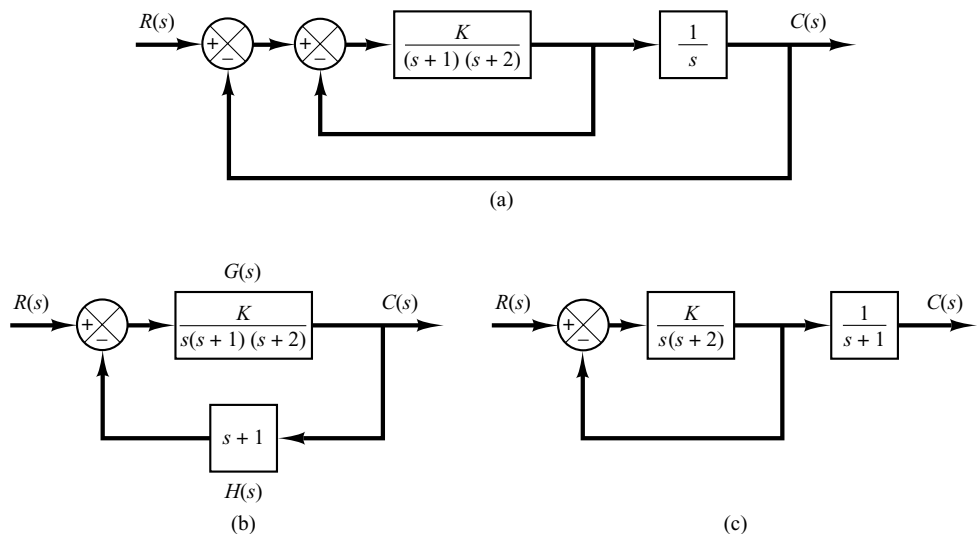 R(s)
+
−
+
−
K
(s + 1) (s + 2)
1
s
C(s)
(a)
R(s)
+
−
G(s)
K
s(s + 1) (s + 2)
C(s)
s + 1
H(s)
(b)
R(s)
+
−
K
s(s + 2)
1
s + 1
C(s)
(c)